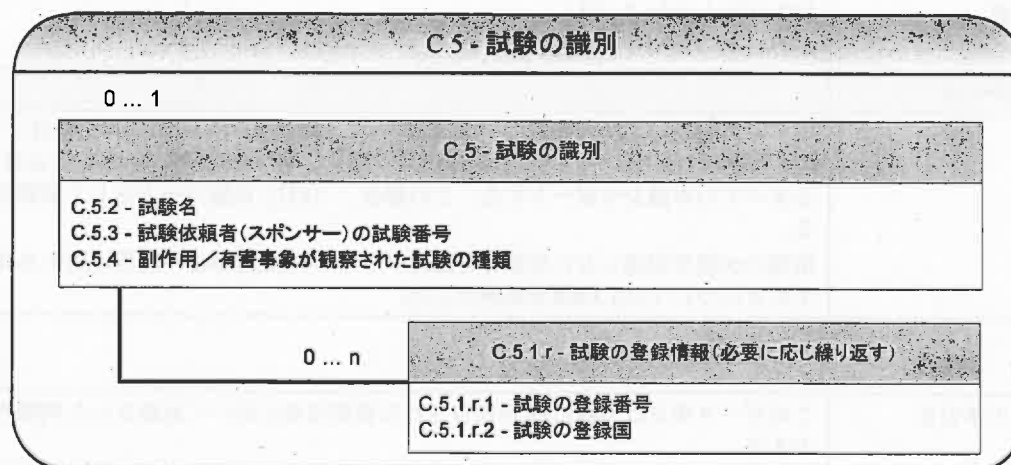 C.5 - 試験の識別
0 ... 1
C.5 - 試験の識別
C.5.2 - 試験名
C.5.3 - 試験依頼者(スポンサー)の試験番号
C.5.4 - 副作用／有害事象が観察された試験の種類
0 ... n
C.5.1.r - 試験の登録情報(必要に応じ繰り返す)
C.5.1.r.1 - 試験の登録番号
C.5.1.r.2 - 試験の登録国